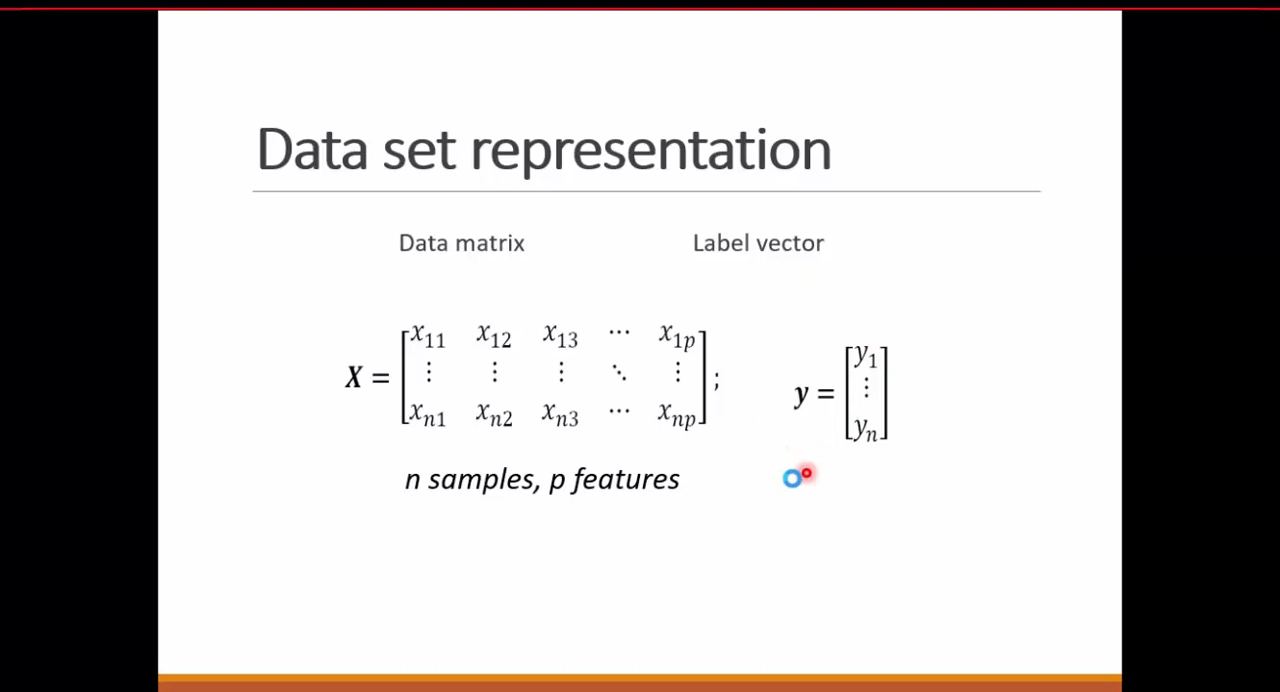 Data set representation
Data matrix
Label vector
X = [x₁₁ x₁₂ x₁₃ ⋯ x₁ₚ
⋮ ⋮ ⋮ ⋱ ⋮
xₙ₁ xₙ₂ xₙ₃ ⋯ xₙₚ] ;
y = [y₁
⋮
yₙ]
n samples, p features